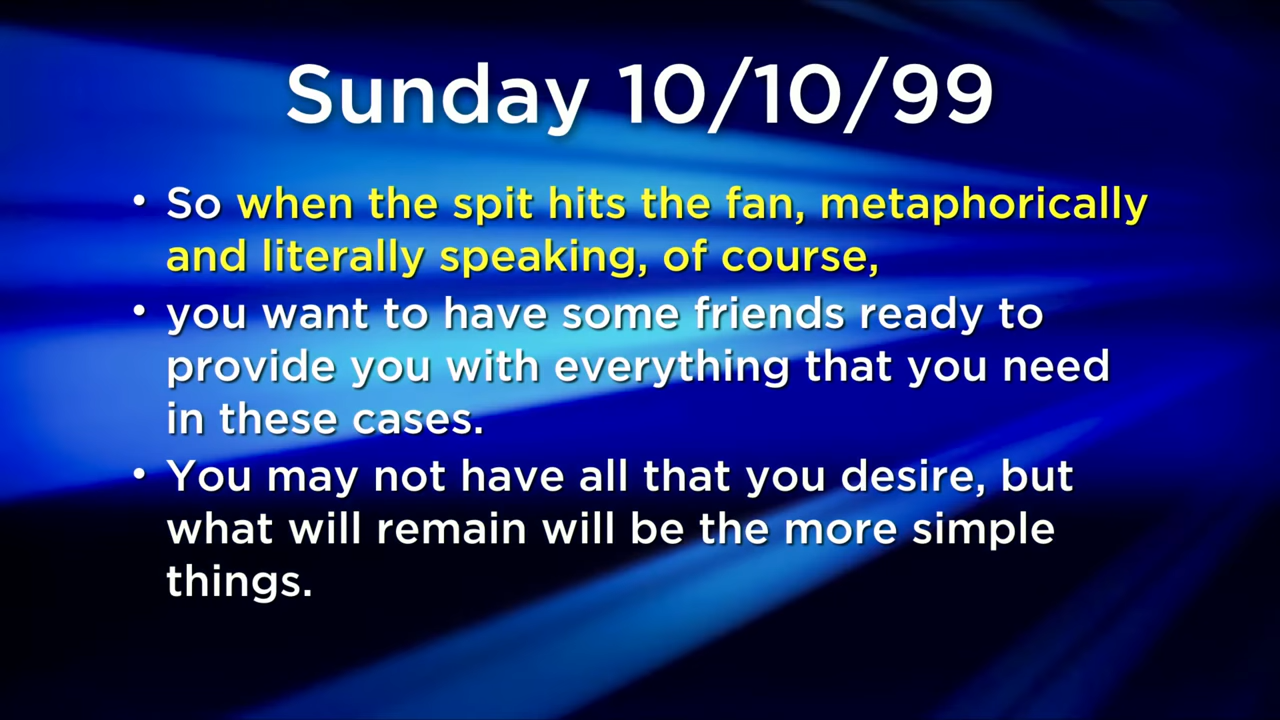 Sunday 10/10/99
• So when the spit hits the fan, metaphorically
and literally speaking, of course,
• you want to have some friends ready to
provide you with everything that you need
in these cases.
• You may not have all that you desire, but
what will remain will be the more simple
things.